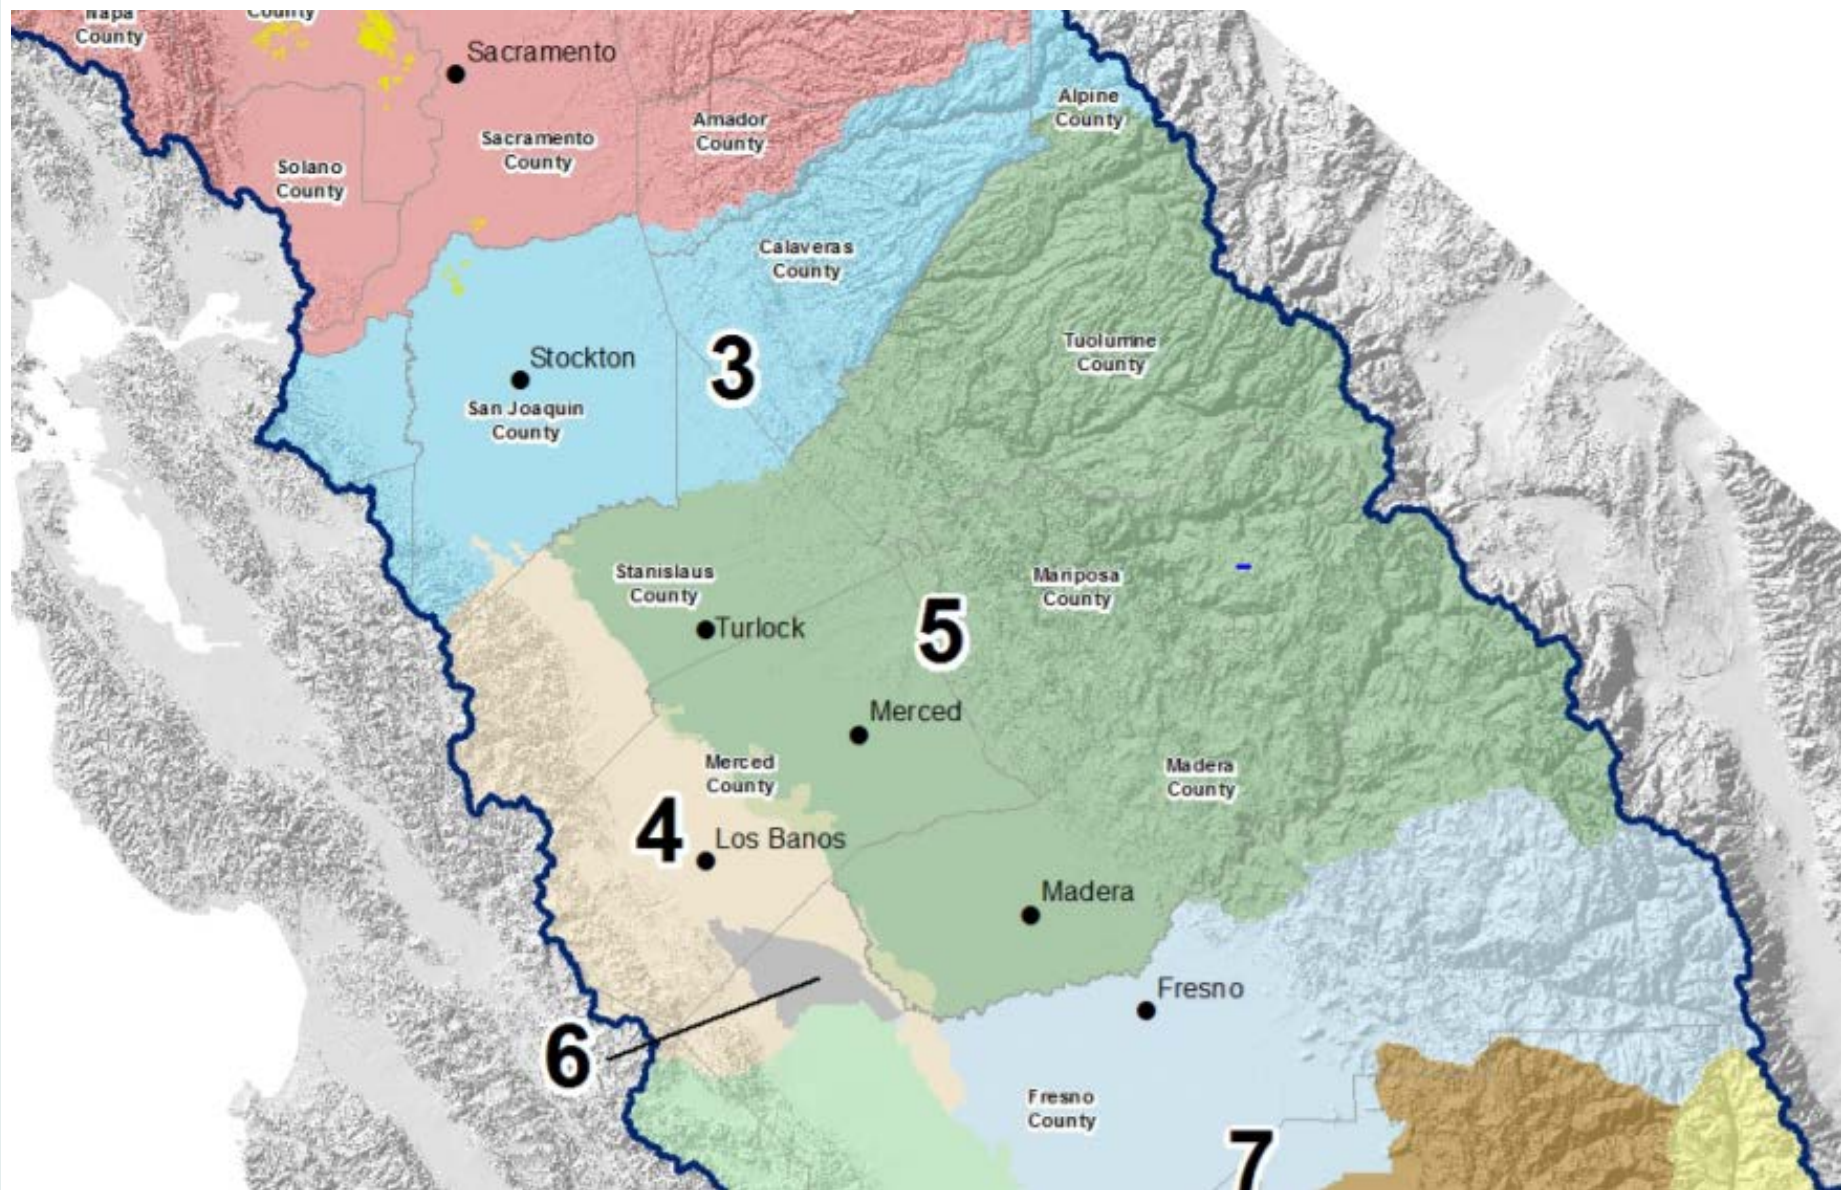 Napa
County
County
Sacramento
Alpine
County
Amador
County
Sacramento
County
Solano
County
Calaveras
County
Stockton
3
Tuolumne
County
San Joaquin
County
Stanislaus
County
Mariposa
County
5
Turlock
Merced
Merced
County
Madera
County
4
Los Banos
Madera
Fresno
6
Fresno
County
7